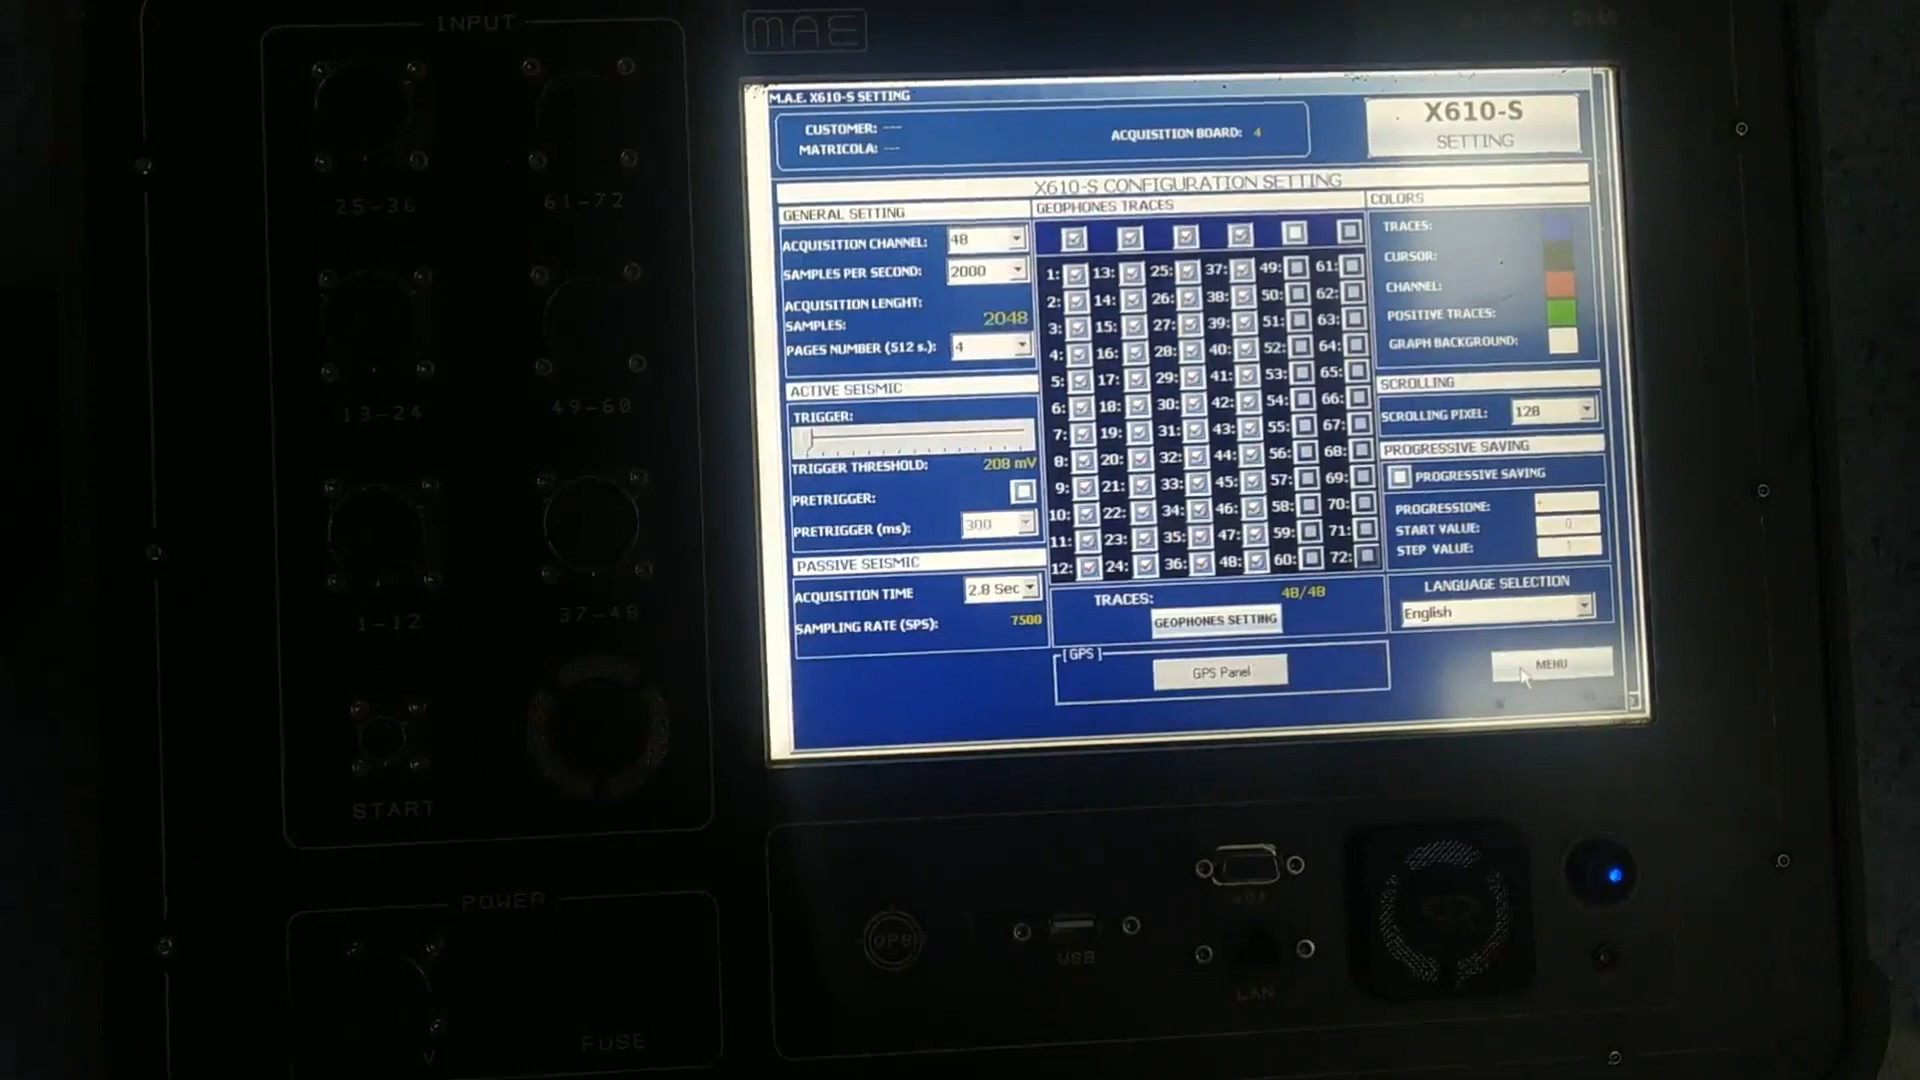 INPUT
MAE
25-36
61-72
13-24
49-60
1-12
37-48
START
POWER
FUSE
V
M.A.E. X610-S SETTING
CUSTOMER: ---
MATRICOLA: ---
ACQUISITION BOARD: 4
X610-S
SETTING
X610-S CONFIGURATION SETTING
GENERAL SETTING
ACQUISITION CHANNEL: 48
SAMPLES PER SECOND: 2000
ACQUISITION LENGHT:
SAMPLES: 2048
PAGES NUMBER (512 s.): 4
ACTIVE SEISMIC
TRIGGER:
TRIGGER THRESHOLD: 208 mV
PRETRIGGER:
PRETRIGGER (ms): 300
PASSIVE SEISMIC
ACQUISITION TIME 2.8 Sec
SAMPLING RATE (SPS): 7500
GEOPHONES TRACES
1: 13: 25: 37: 49: 61:
2: 14: 26: 38: 50: 62:
3: 15: 27: 39: 51: 63:
4: 16: 28: 40: 52: 64:
5: 17: 29: 41: 53: 65:
6: 18: 30: 42: 54: 66:
7: 19: 31: 43: 55: 67:
8: 20: 32: 44: 56: 68:
9: 21: 33: 45: 57: 69:
10: 22: 34: 46: 58: 70:
11: 23: 35: 47: 59: 71:
12: 24: 36: 48: 60: 72:
TRACES: 48/48
GEOPHONES SETTING
[GPS]
GPS Panel
COLORS
TRACES:
CURSOR:
CHANNEL:
POSITIVE TRACES:
GRAPH BACKGROUND:
SCROLLING
SCROLLING PIXEL: 128
PROGRESSIVE SAVING
PROGRESSIVE SAVING
PROGRESSIONE: -
START VALUE: 0
STEP VALUE: 1
LANGUAGE SELECTION
English
MENU
GPS
USB
VGA
LAN